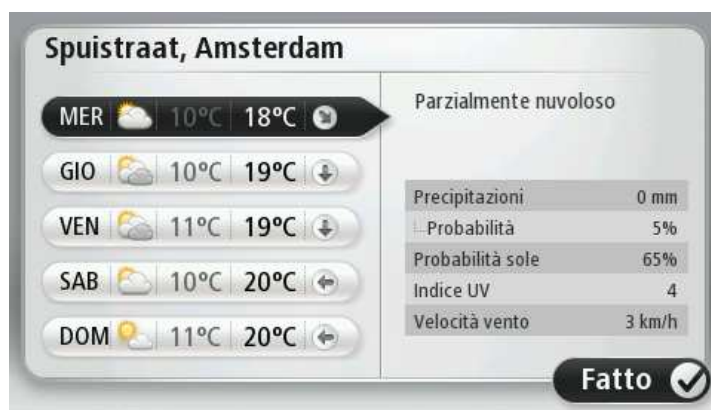 Spuistraat, Amsterdam
MER 10°C 18°C
GIO 10°C 19°C
VEN 11°C 19°C
SAB 10°C 20°C
DOM 11°C 20°C
Parzialmente nuvoloso
Precipitazioni 0 mm
Probabilità 5%
Probabilità sole 65%
Indice UV 4
Velocità vento 3 km/h
Fatto